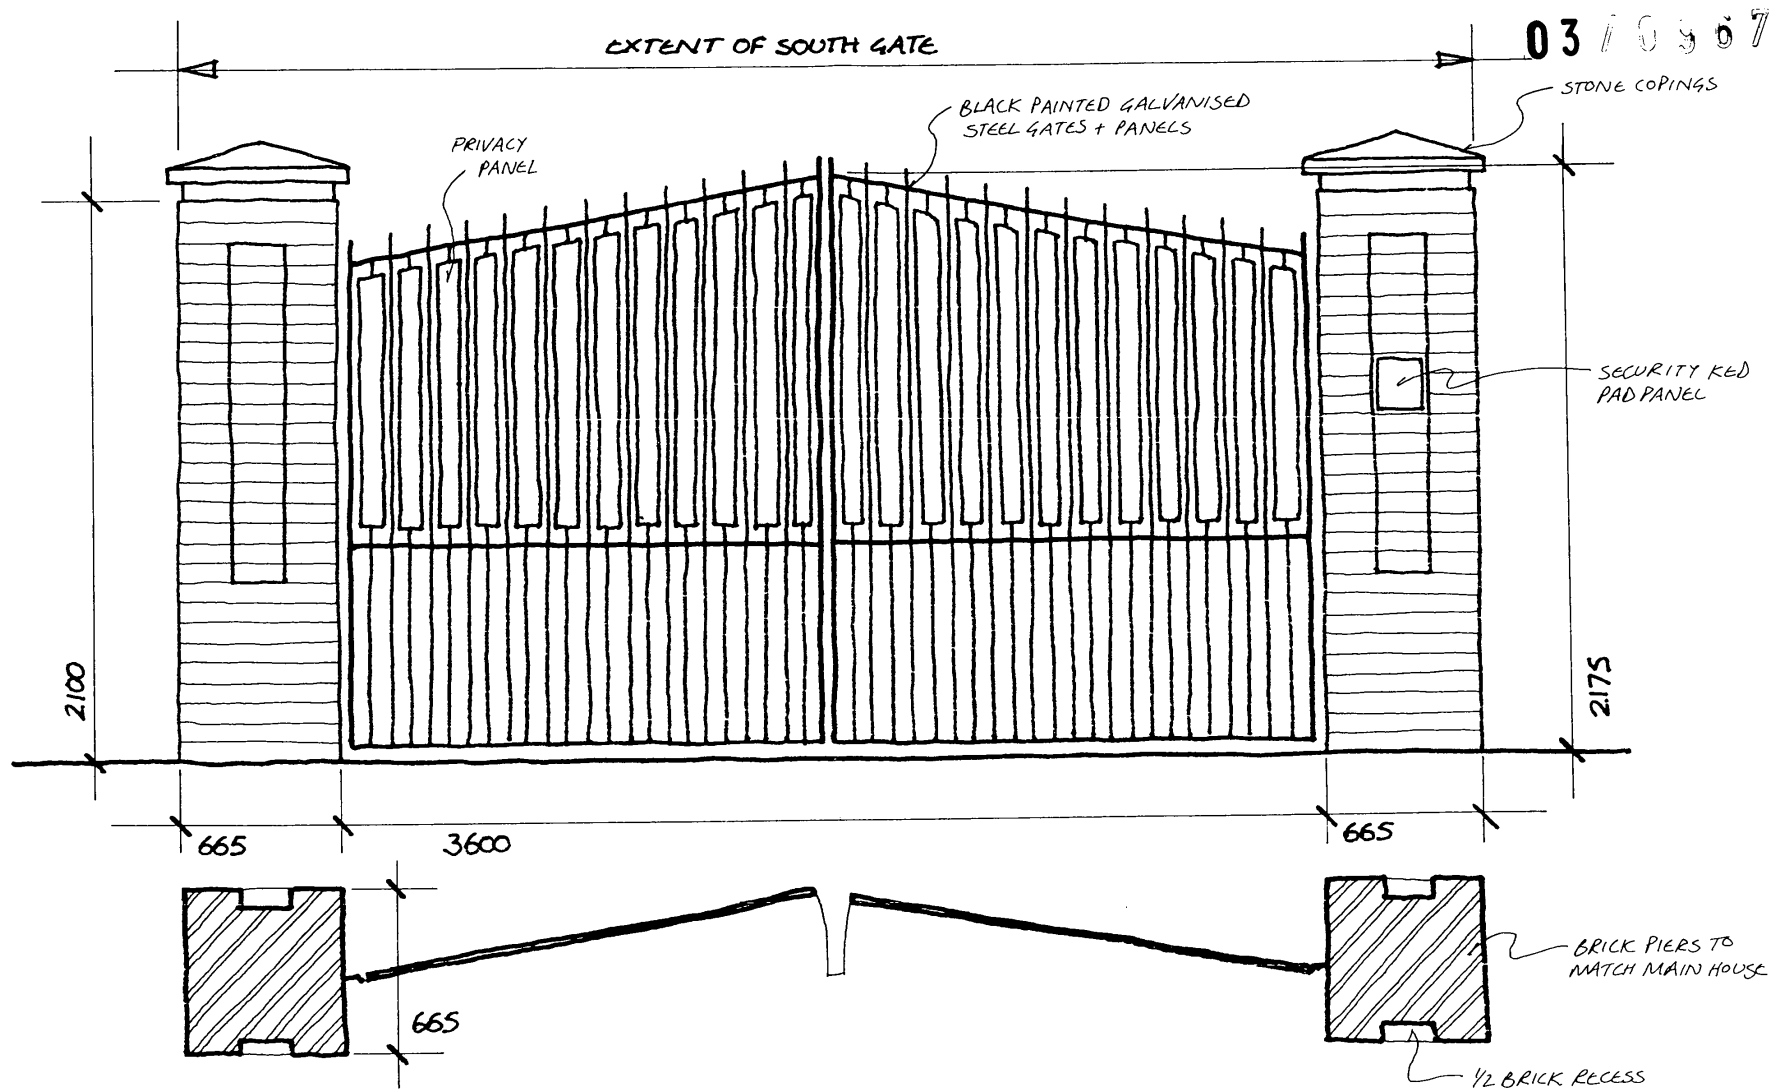 EXTENT OF SOUTH GATE
03/0967
STONE COPINGS
BLACK PAINTED GALVANISED
STEEL GATES + PANELS
PRIVACY
PANEL
SECURITY KED
PAD PANEL
2100
2175
665
3600
665
665
BRICK PIERS TO
MATCH MAIN HOUSE
1/2 BRICK RECESS